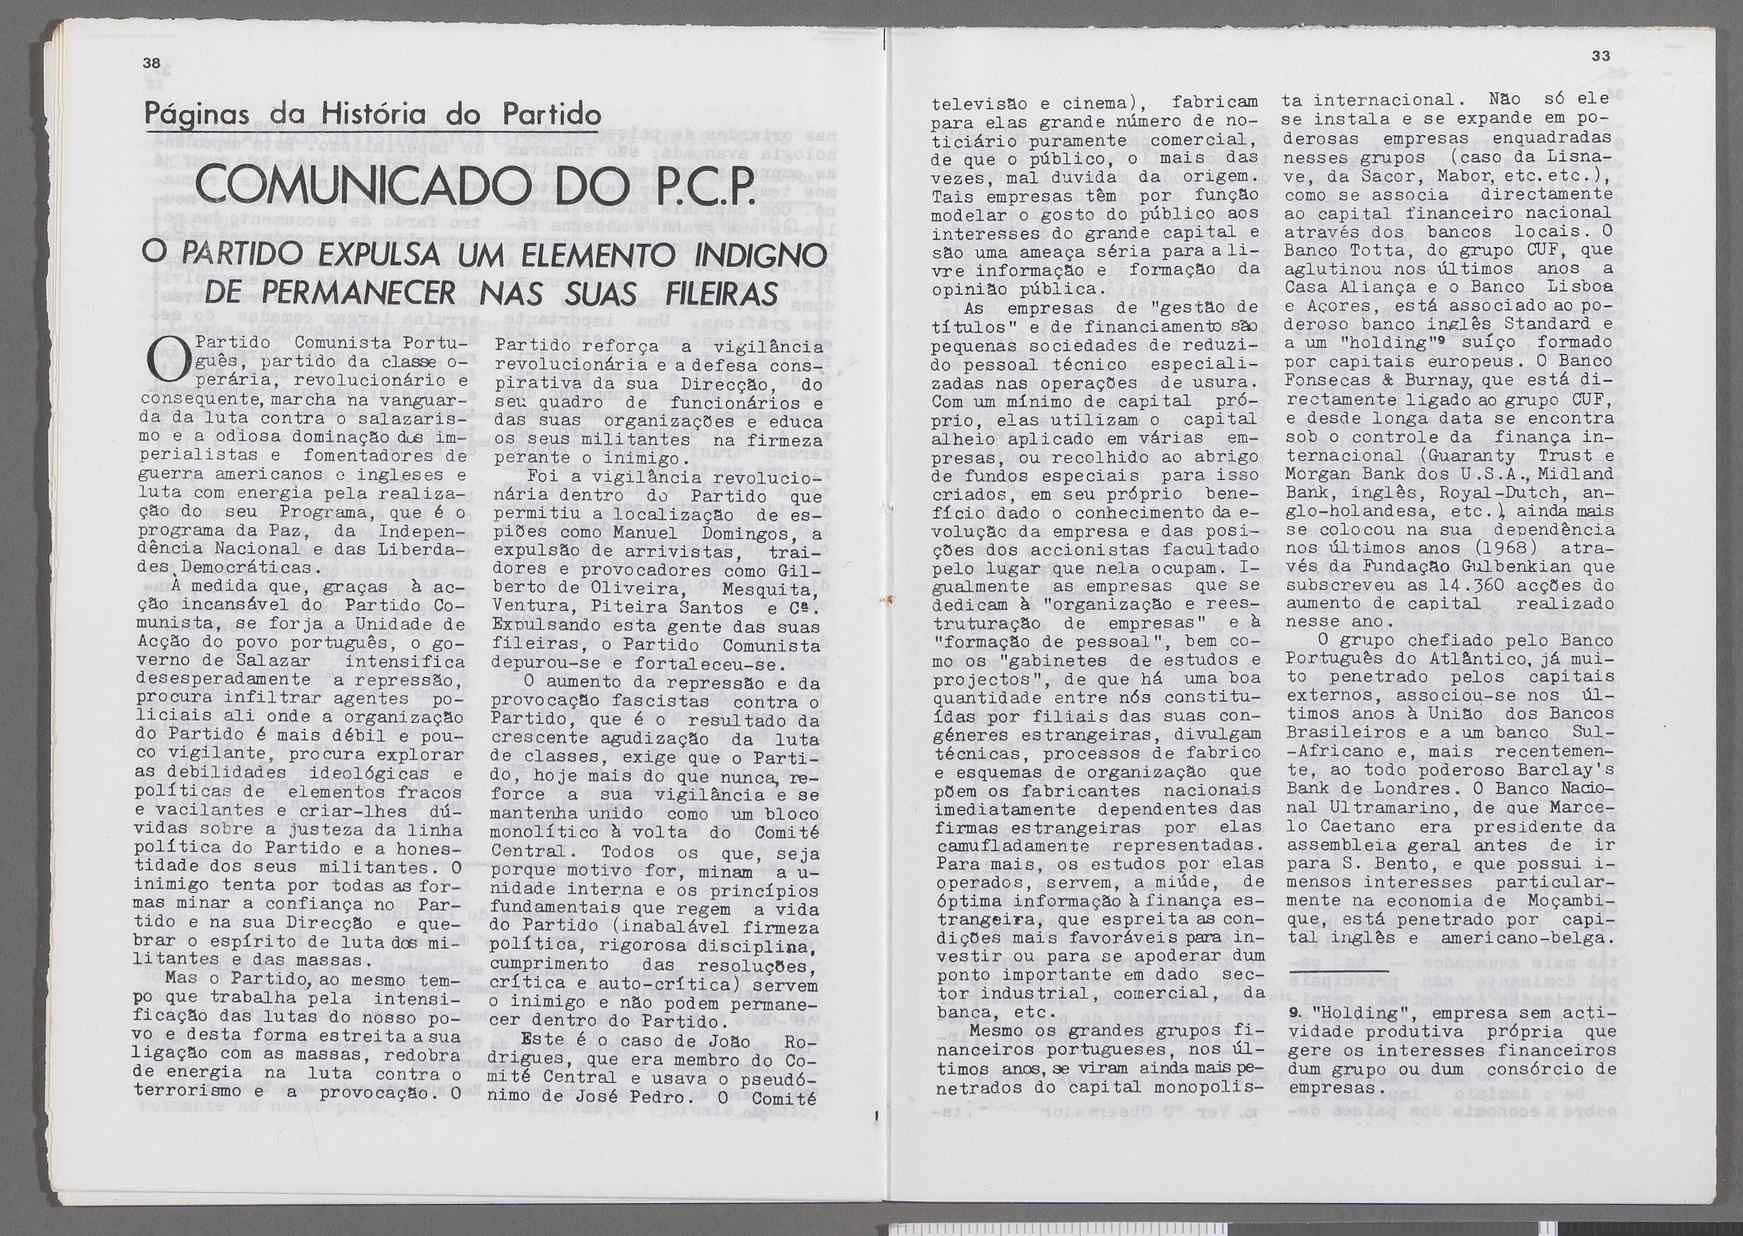 38
Páginas da História do Partido
COMUNICADO DO P.C.P.
O PARTIDO EXPULSA UM ELEMENTO INDIGNO
DE PERMANECER NAS SUAS FILEIRAS
O Partido Comunista Portu-
guês, partido da classe o-
perária, revolucionário e
consequente, marcha na vanguar-
da da luta contra o salazaris-
mo e a odiosa dominação dos im-
perialistas e fomentadores de
guerra americanos e ingleses e
luta com energia pela realiza-
ção do seu Programa, que é o
programa da Paz, da Indepen-
dência Nacional e das Liberda-
des Democráticas.
À medida que, graças à ac-
ção incansável do Partido Co-
munista, se forja a Unidade de
Acção do povo português, o go-
verno de Salazar intensifica
desesperadamente a repressão,
procura infiltrar agentes po-
liciais ali onde a organização
do Partido é mais débil e pou-
co vigilante, procura explorar
as debilidades ideológicas e
políticas de elementos fracos
e vacilantes e criar-lhes dú-
vidas sobre a justeza da linha
política do Partido e a hones-
tidade dos seus militantes. O
inimigo tenta por todas as for-
mas minar a confiança no Par-
tido e na sua Direcção e que-
brar o espírito de luta dos mi-
litantes e das massas.
Mas o Partido, ao mesmo tem-
po que trabalha pela intensi-
ficação das lutas do nosso po-
vo e desta forma estreita a sua
ligação com as massas, redobra
de energia na luta contra o
terrorismo e a provocação. O
Partido reforça a vigilância
revolucionária e a defesa cons-
pirativa da sua Direcção, do
seu quadro de funcionários e
das suas organizações e educa
os seus militantes na firmeza
perante o inimigo.
Foi a vigilância revolucio-
nária dentro do Partido que
permitiu a localização de es-
piões como Manuel Domingos, a
expulsão de arrivistas, trai-
dores e provocadores como Gil-
berto de Oliveira, Mesquita,
Ventura, Piteira Santos e Cª.
Expulsando esta gente das suas
fileiras, o Partido Comunista
depurou-se e fortaleceu-se.
O aumento da repressão e da
provocação fascistas contra o
Partido, que é o resultado da
crescente agudização da luta
de classes, exige que o Parti-
do, hoje mais do que nunca, re-
force a sua vigilância e se
mantenha unido como um bloco
monolítico à volta do Comité
Central. Todos os que, seja
porque motivo for, minam a u-
nidade interna e os princípios
fundamentais que regem a vida
do Partido (inabalável firmeza
política, rigorosa disciplina,
cumprimento das resoluções,
crítica e auto-crítica) servem
o inimigo e não podem permane-
cer dentro do Partido.
Este é o caso de João Ro-
drigues, que era membro do Co-
mité Central e usava o pseudó-
nimo de José Pedro. O Comité
33
televisão e cinema), fabricam
para elas grande número de no-
ticiário puramente comercial,
de que o público, o mais das
vezes, mal duvida da origem.
Tais empresas têm por função
modelar o gosto do público aos
interesses do grande capital e
são uma ameaça séria para a li-
vre informação e formação da
opinião pública.
As empresas de "gestão de
títulos" e de financiamento são
pequenas sociedades de reduzi-
do pessoal técnico especiali-
zadas nas operações de usura.
Com um mínimo de capital pró-
prio, elas utilizam o capital
alheio aplicado em várias em-
presas, ou recolhido ao abrigo
de fundos especiais para isso
criados, em seu próprio bene-
fício dado o conhecimento da e-
volução da empresa e das posi-
ções dos accionistas facultado
pelo lugar que nela ocupam. I-
gualmente as empresas que se
dedicam à "organização e rees-
truturação de empresas" e à
"formação de pessoal", bem co-
mo os "gabinetes de estudos e
projectos", de que há uma boa
quantidade entre nós constitu-
ídas por filiais das suas con-
géneres estrangeiras, divulgam
técnicas, processos de fabrico
e esquemas de organização que
põem os fabricantes nacionais
imediatamente dependentes das
firmas estrangeiras por elas
camufladamente representadas.
Para mais, os estudos por elas
operados, servem, a miúde, de
óptima informação à finança es-
trangeira, que espreita as con-
dições mais favoráveis para in-
vestir ou para se apoderar dum
ponto importante em dado sec-
tor industrial, comercial, da
banca, etc.
Mesmo os grandes grupos fi-
nanceiros portugueses, nos úl-
timos anos, se viram ainda mais pe-
netrados do capital monopolis-
ta internacional. Não só ele
se instala e se expande em po-
derosas empresas enquadradas
nesses grupos (caso da Lisna-
ve, da Sacor, Mabor, etc. etc.),
como se associa directamente
ao capital financeiro nacional
através dos bancos locais. O
Banco Totta, do grupo CUF, que
aglutinou nos últimos anos a
Casa Aliança e o Banco Lisboa
e Açores, está associado ao po-
deroso banco inglês Standard e
a um "holding"9 suíço formado
por capitais europeus. O Banco
Fonsecas & Burnay, que está di-
rectamente ligado ao grupo CUF,
e desde longa data se encontra
sob o controle da finança in-
ternacional (Guaranty Trust e
Morgan Bank dos U.S.A., Midland
Bank, inglês, Royal-Dutch, an-
glo-holandesa, etc.), ainda mais
se colocou na sua dependência
nos últimos anos (1968) atra-
vés da Fundação Gulbenkian que
subscreveu as 14.360 acções do
aumento de capital realizado
nesse ano.
O grupo chefiado pelo Banco
Português do Atlântico, já mui-
to penetrado pelos capitais
externos, associou-se nos úl-
timos anos à União dos Bancos
Brasileiros e a um banco Sul-
-Africano e, mais recentemen-
te, ao todo poderoso Barclay's
Bank de Londres. O Banco Nacio-
nal Ultramarino, de que Marce-
lo Caetano era presidente da
assembleia geral antes de ir
para S. Bento, e que possui i-
mensos interesses particular-
mente na economia de Moçambi-
que, está penetrado por capi-
tal inglês e americano-belga.
9. "Holding", empresa sem acti-
vidade produtiva própria que
gere os interesses financeiros
dum grupo ou dum consórcio de
empresas.